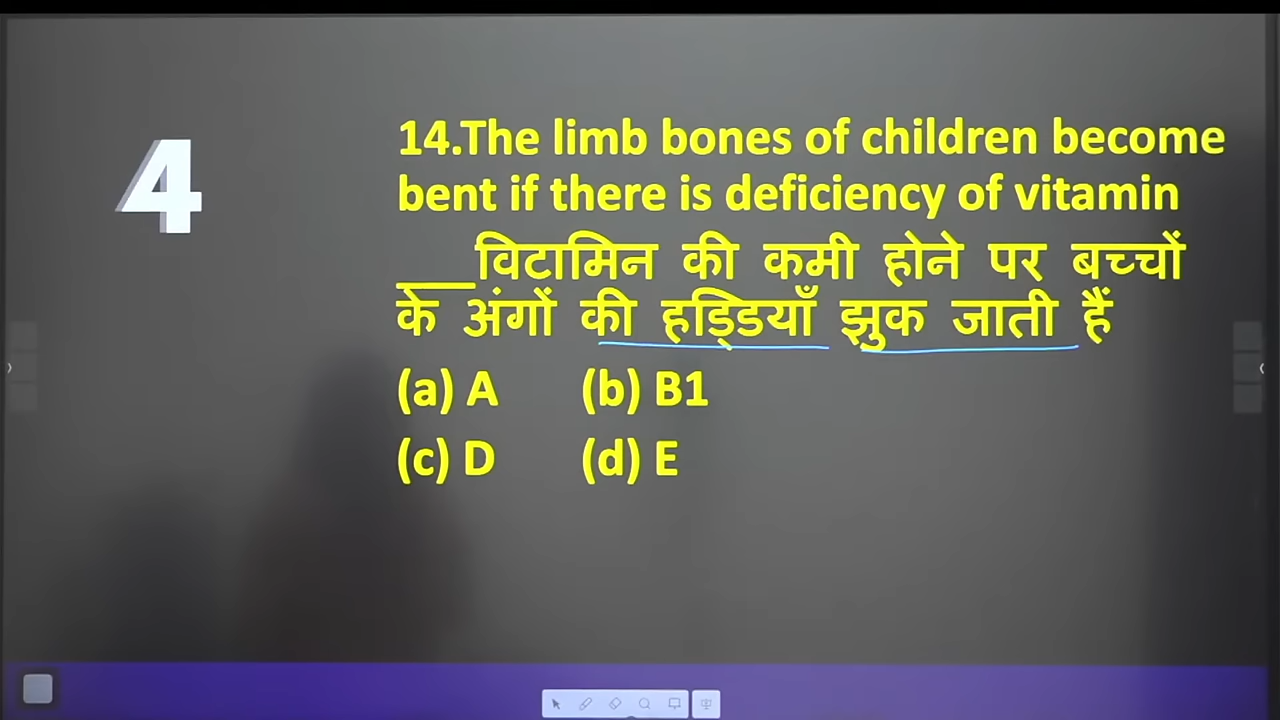 4
14.The limb bones of children become
bent if there is deficiency of vitamin
___विटामिन की कमी होने पर बच्चों
के अंगों की हड्डियाँ झुक जाती हैं
(a) A (b) B1
(c) D (d) E